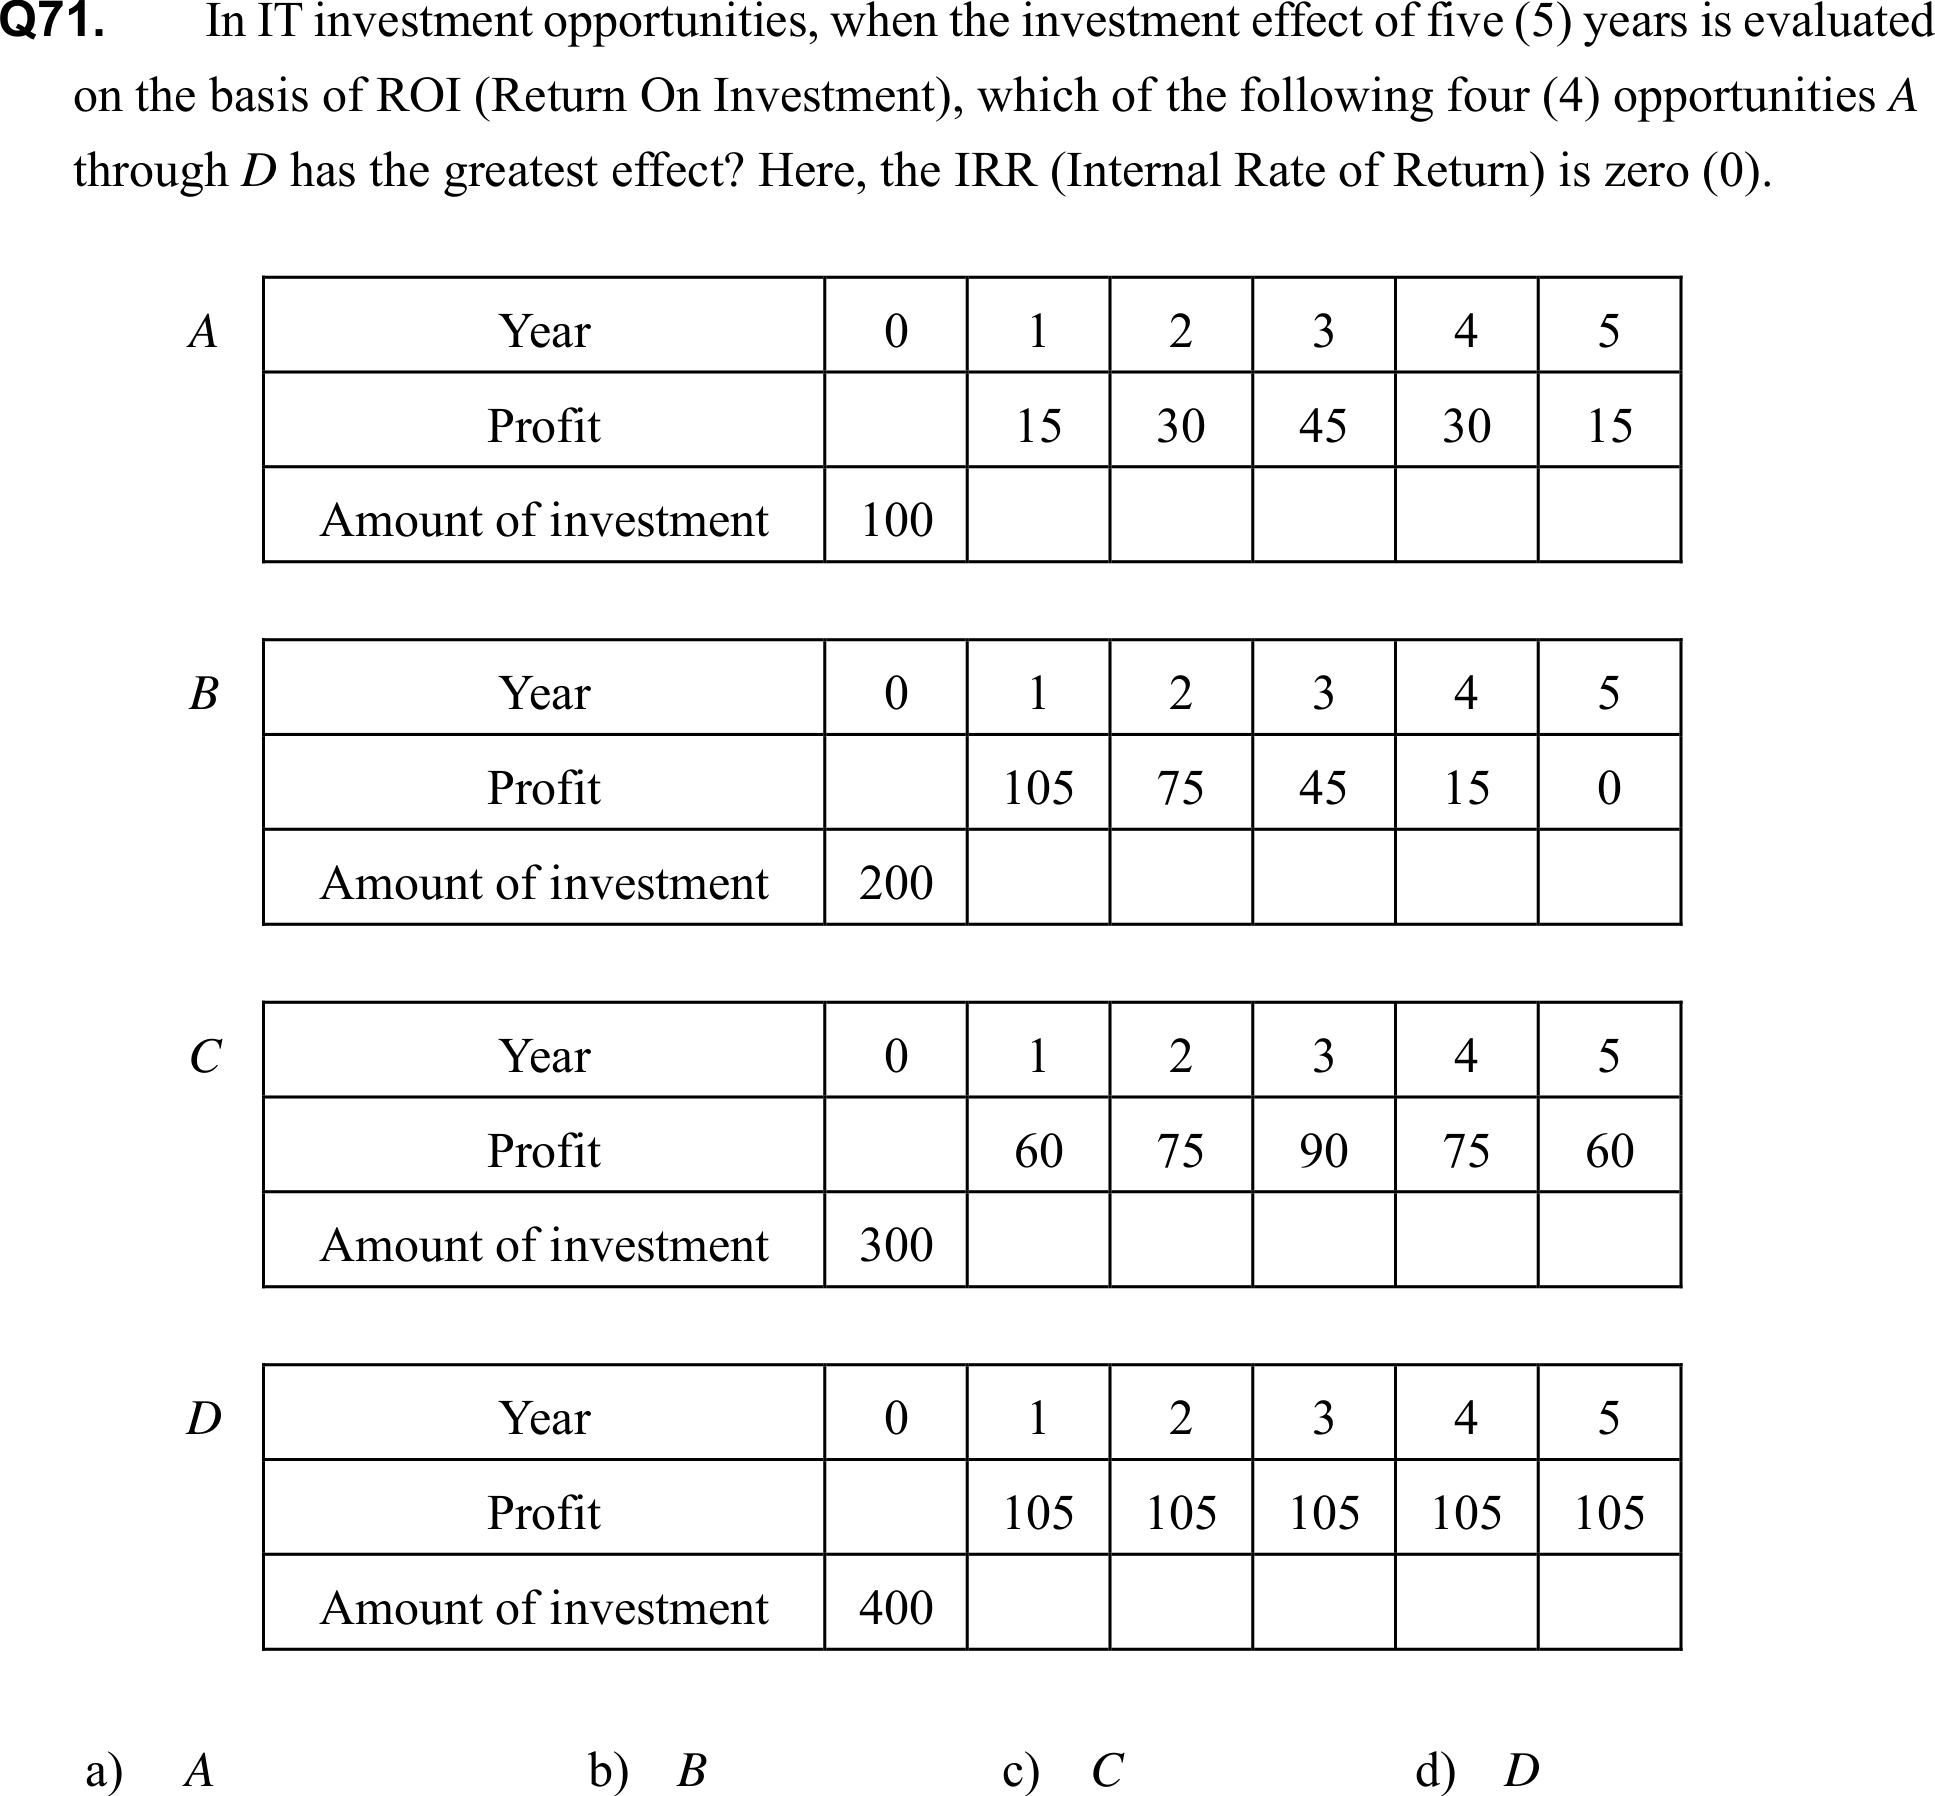 Q71. In IT investment opportunities, when the investment effect of five (5) years is evaluated
on the basis of ROI (Return On Investment), which of the following four (4) opportunities A
through D has the greatest effect? Here, the IRR (Internal Rate of Return) is zero (0).
A Year 0 1 2 3 4 5
Profit 15 30 45 30 15
Amount of investment 100
B Year 0 1 2 3 4 5
Profit 105 75 45 15 0
Amount of investment 200
C Year 0 1 2 3 4 5
Profit 60 75 90 75 60
Amount of investment 300
D Year 0 1 2 3 4 5
Profit 105 105 105 105 105
Amount of investment 400
a) A b) B c) C d) D